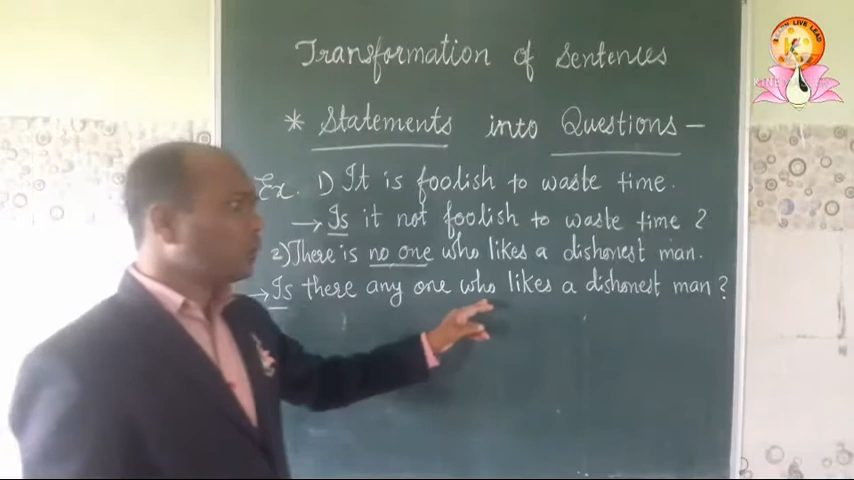 Transformation of Sentences
* Statements into Questions –
Ex. 1) It is foolish to waste time.
→ Is it not foolish to waste time ?
2) There is no one who likes a dishonest man.
→ Is there any one who likes a dishonest man ?
LIVE LEAD